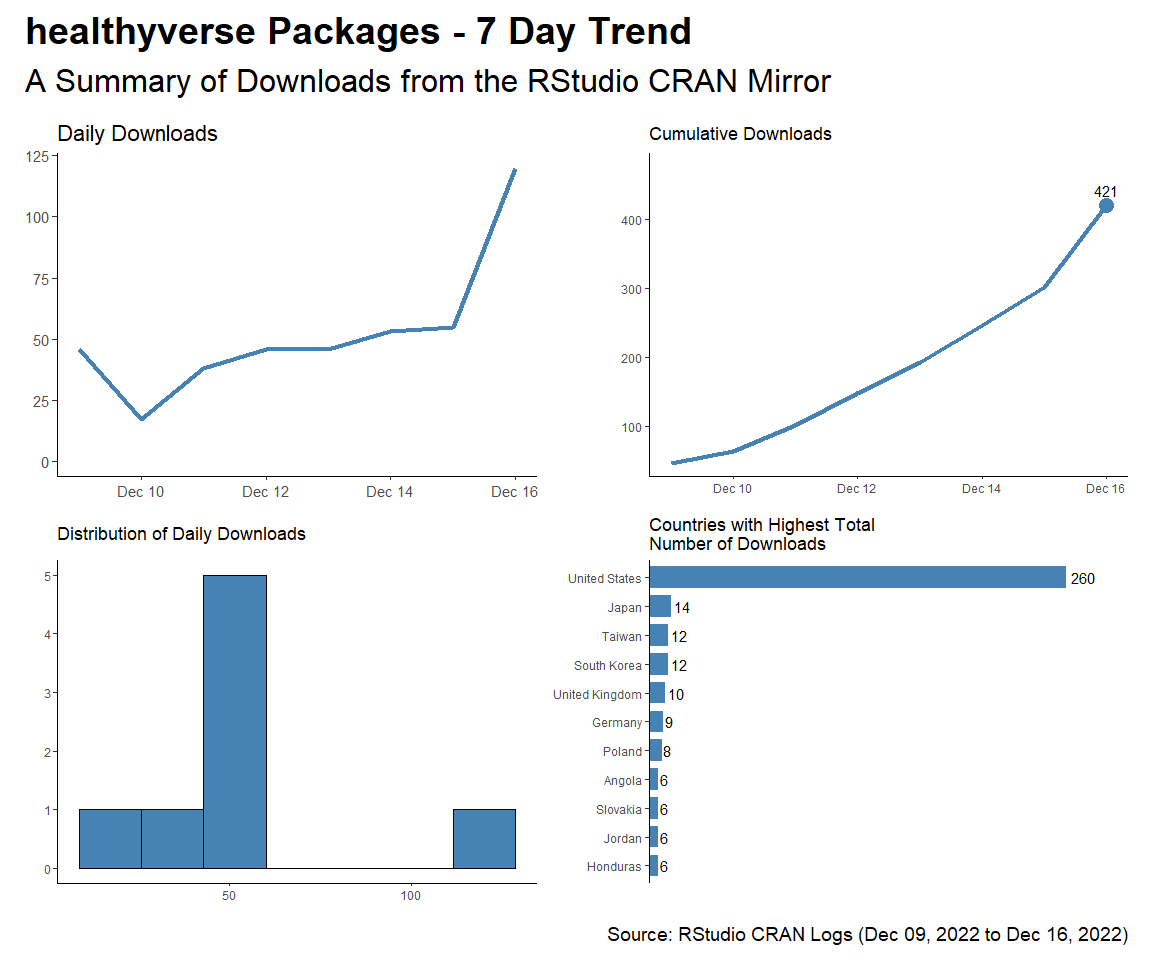 healthyverse Packages - 7 Day Trend
A Summary of Downloads from the RStudio CRAN Mirror
Daily Downloads
125
100
75
50
25
0
Dec 10
Dec 12
Dec 14
Dec 16
Cumulative Downloads
421
400
300
200
100
Dec 10
Dec 12
Dec 14
Dec 16
Distribution of Daily Downloads
5
4
3
2
1
0
50
100
Countries with Highest Total
Number of Downloads
United States 260
Japan 14
Taiwan 12
South Korea 12
United Kingdom 10
Germany 9
Poland 8
Angola 6
Slovakia 6
Jordan 6
Honduras 6
Source: RStudio CRAN Logs (Dec 09, 2022 to Dec 16, 2022)